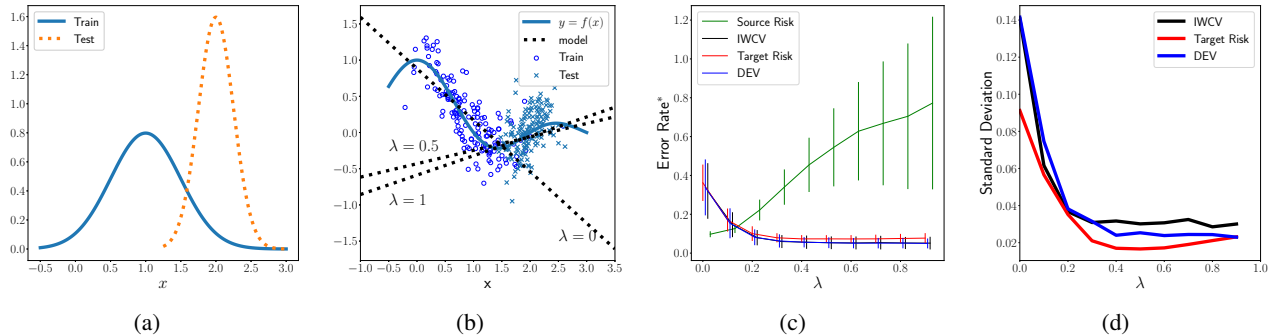 Train
Test
1.6
1.4
1.2
1.0
0.8
0.6
0.4
0.2
0.0
−0.5 0.0 0.5 1.0 1.5 2.0 2.5 3.0
x
(a)
y = f(x)
model
Train
Test
1.5
1.0
0.5
0.0
−0.5
−1.0
−1.5
λ = 0.5
λ = 1
λ = 0
−1.0 −0.5 0.0 0.5 1.0 1.5 2.0 2.5 3.0 3.5
x
(b)
Source Risk
IWCV
Target Risk
DEV
Error Rate*
1.2
1.0
0.8
0.6
0.4
0.2
0.0
0.0 0.2 0.4 0.6 0.8
λ
(c)
IWCV
Target Risk
DEV
Standard Deviation
0.14
0.12
0.10
0.08
0.06
0.04
0.02
0.0 0.2 0.4 0.6 0.8 1.0
λ
(d)